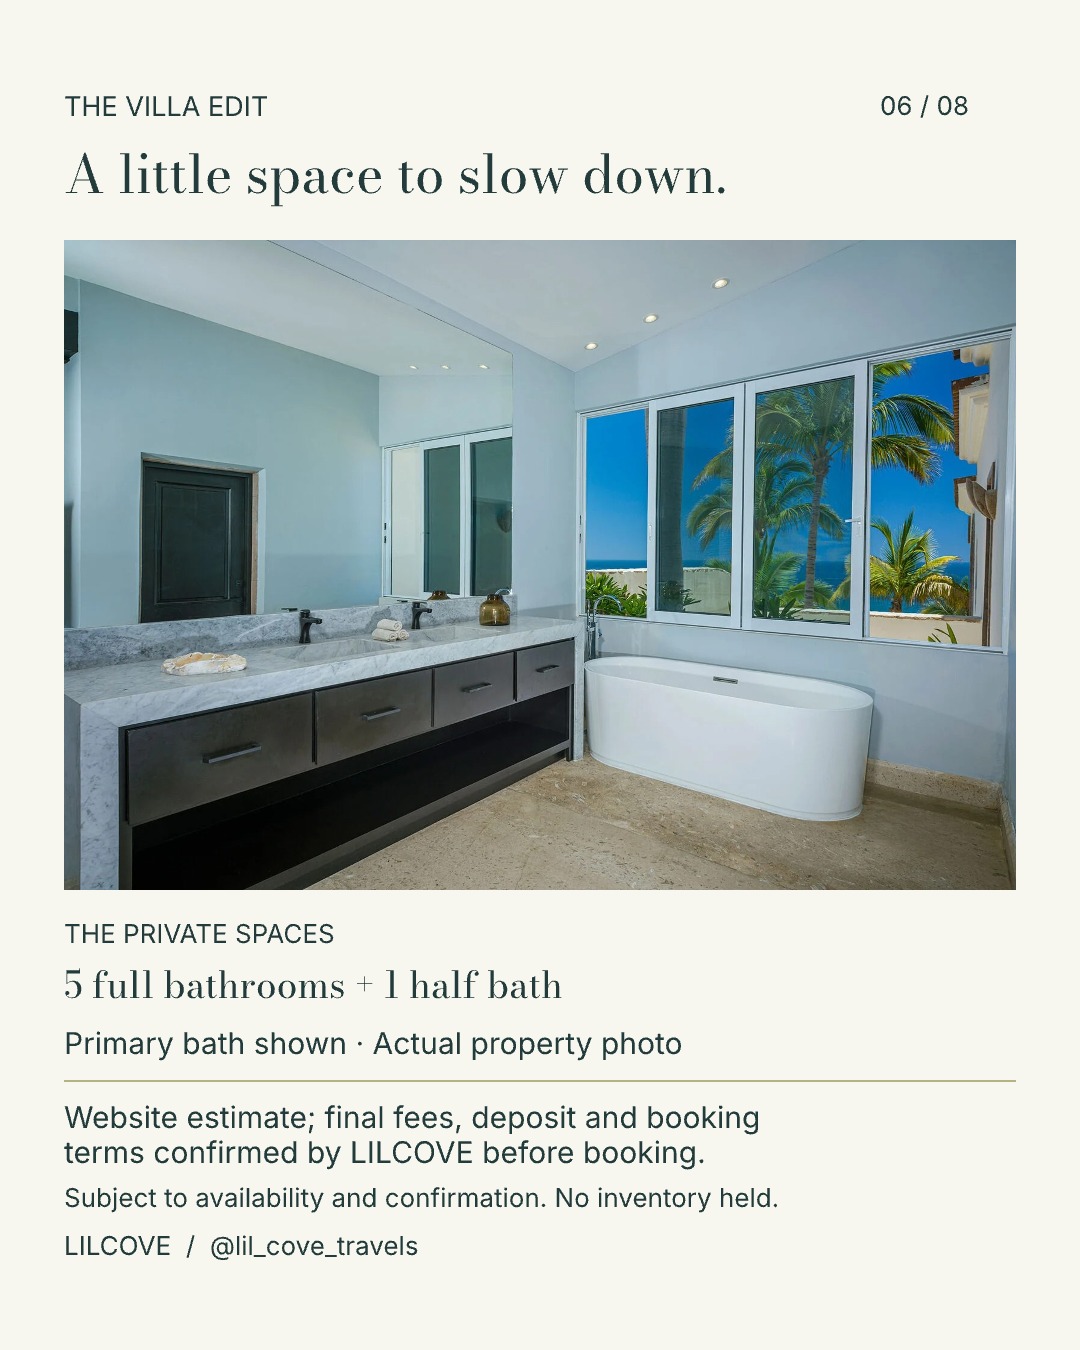 THE VILLA EDIT
06 / 08
A little space to slow down.
THE PRIVATE SPACES
5 full bathrooms + 1 half bath
Primary bath shown · Actual property photo
Website estimate; final fees, deposit and booking
terms confirmed by LILCOVE before booking.
Subject to availability and confirmation. No inventory held.
LILCOVE / @lil_cove_travels